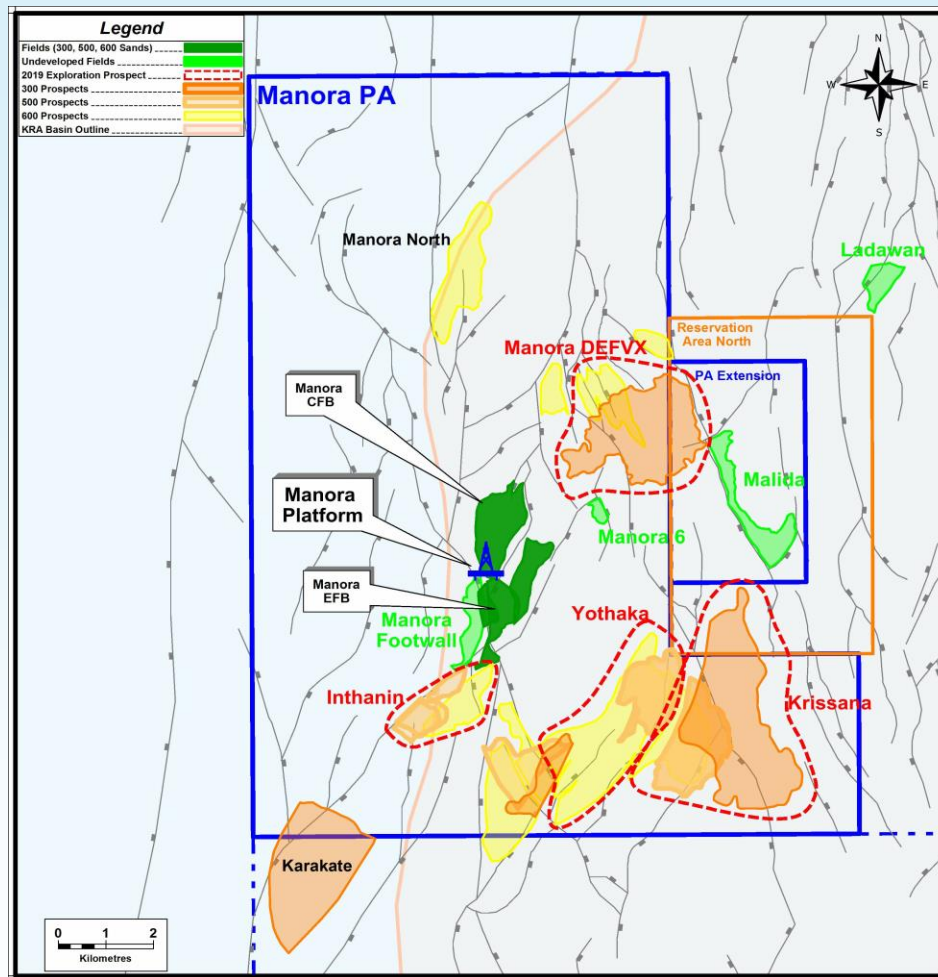 Legend
Fields (300, 500, 600 Sands)
Undeveloped Fields
2019 Exploration Prospect
300 Prospects
500 Prospects
600 Prospects
KRA Basin Outline
N
W
E
S
Manora PA
Manora North
Ladawan
Reservation
Area North
Manora DEFVX
PA Extension
Manora
CFB
Malida
Manora
Platform
Manora 6
Manora
EFB
Yothaka
Manora
Footwall
Inthanin
Krissana
Karakate
0 1 2
Kilometres